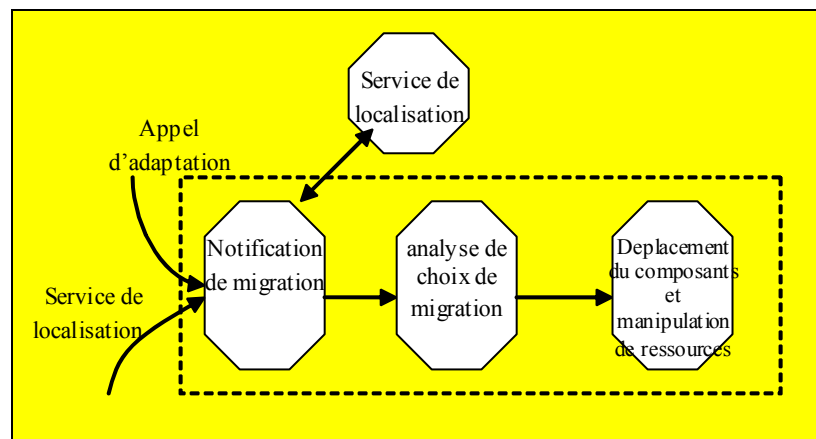 Service de
localisation
Appel
d'adaptation
Notification
de migration
analyse de
choix de
migration
Deplacement
du composants
et
manipulation
de ressources
Service de
localisation